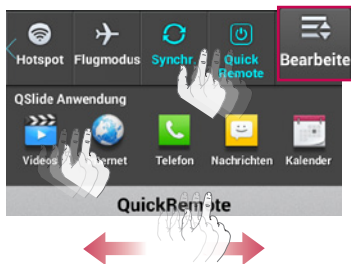 Hotspot Flugmodus Synchr. Quick Remote Bearbeite
QSlide Anwendung
Videos Telefon Nachrichten Kalender
QuickRemote